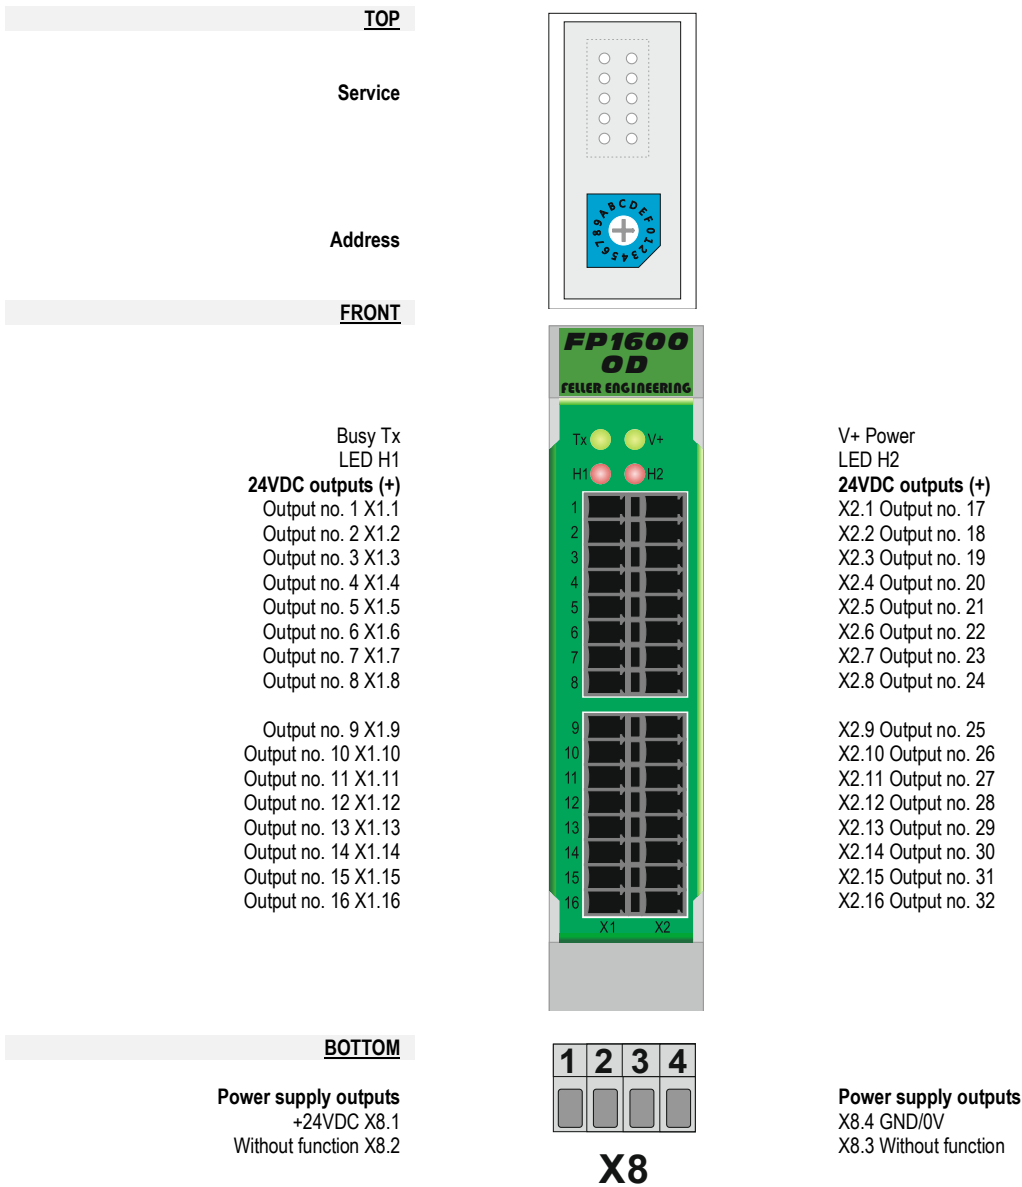 TOP
Service
A B C D E F 0 1 2 3 4 5 6 7 8 9
Address
FRONT
FP1600
OD
FELLER ENGINEERING
Busy Tx
LED H1
24VDC outputs (+)
Output no. 1 X1.1
Output no. 2 X1.2
Output no. 3 X1.3
Output no. 4 X1.4
Output no. 5 X1.5
Output no. 6 X1.6
Output no. 7 X1.7
Output no. 8 X1.8
Output no. 9 X1.9
Output no. 10 X1.10
Output no. 11 X1.11
Output no. 12 X1.12
Output no. 13 X1.13
Output no. 14 X1.14
Output no. 15 X1.15
Output no. 16 X1.16
Tx V+
H1 H2
1
2
3
4
5
6
7
8
9
10
11
12
13
14
15
16
X1 X2
V+ Power
LED H2
24VDC outputs (+)
X2.1 Output no. 17
X2.2 Output no. 18
X2.3 Output no. 19
X2.4 Output no. 20
X2.5 Output no. 21
X2.6 Output no. 22
X2.7 Output no. 23
X2.8 Output no. 24
X2.9 Output no. 25
X2.10 Output no. 26
X2.11 Output no. 27
X2.12 Output no. 28
X2.13 Output no. 29
X2.14 Output no. 30
X2.15 Output no. 31
X2.16 Output no. 32
BOTTOM
Power supply outputs
+24VDC X8.1
Without function X8.2
1 2 3 4
X8
Power supply outputs
X8.4 GND/0V
X8.3 Without function